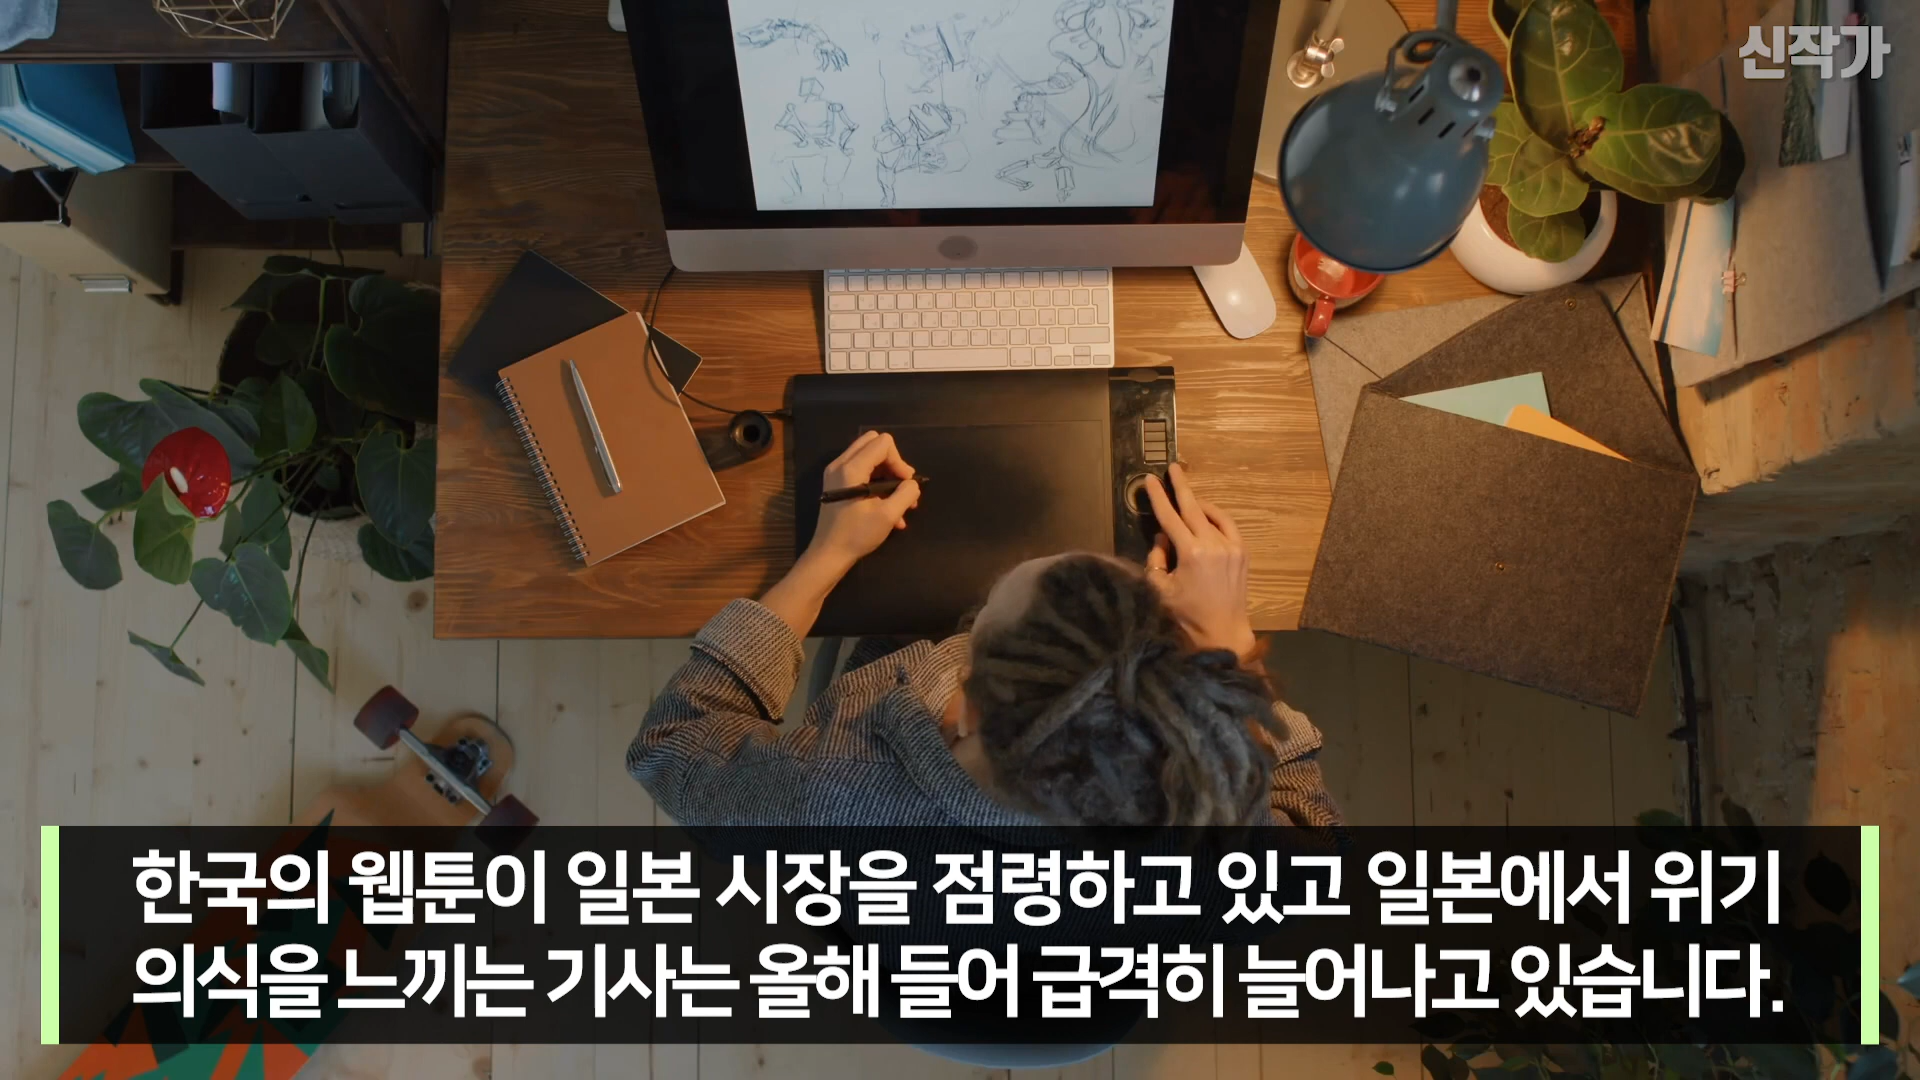 신작가
한국의 웹툰이 일본 시장을 점령하고 있고 일본에서 위기
의식을 느끼는 기사는 올해 들어 급격히 늘어나고 있습니다.